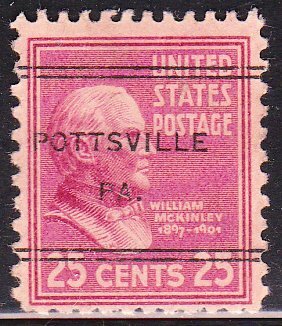 UNITED
STATES
POSTAGE
POTTSVILLE
PA.
WILLIAM
MCKINLEY
1897-1901
25 CENTS 25